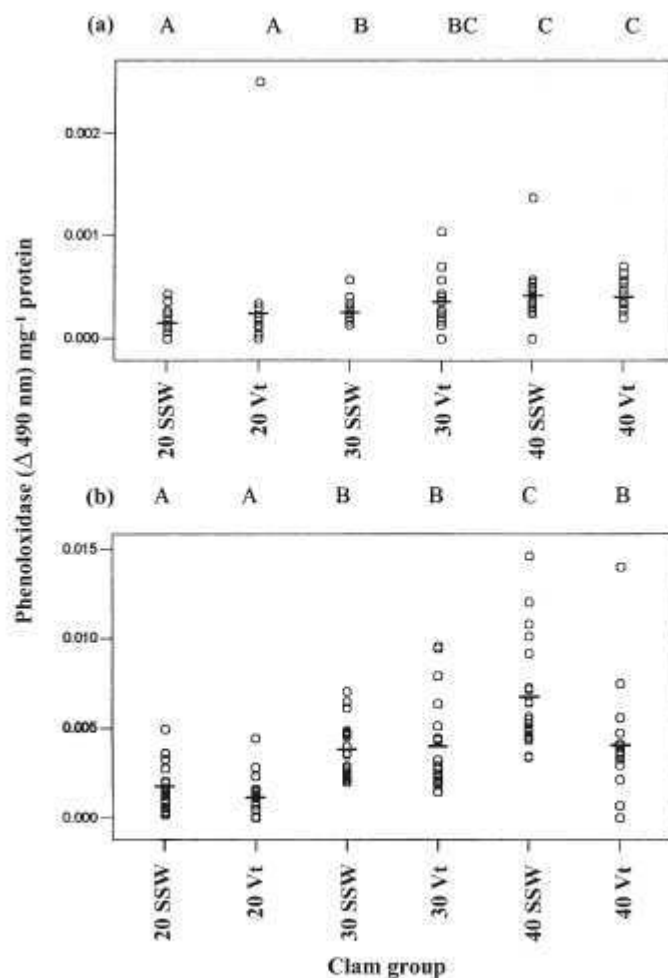 (a) A A B BC C C
0.002
0.001
0.000
20 SSW 20 Vt 30 SSW 30 Vt 40 SSW 40 Vt
(b) A A B B C B
0.015
0.010
0.005
0.000
20 SSW 20 Vt 30 SSW 30 Vt 40 SSW 40 Vt
Clam group
Phenoloxidase (Δ 490 nm) mg⁻¹ protein